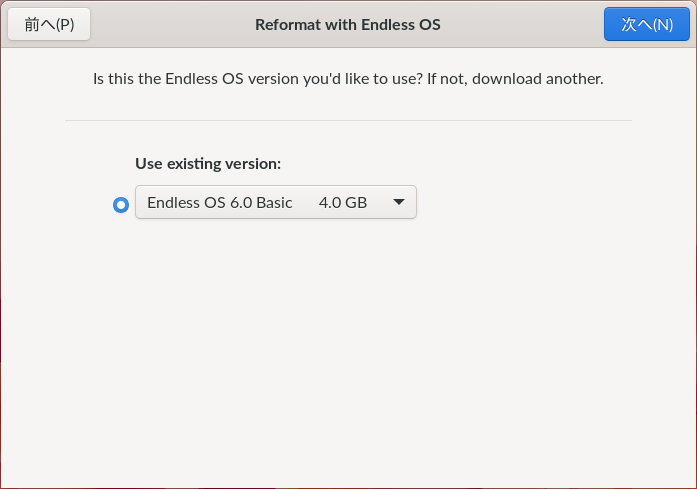 前へ(P)
Reformat with Endless OS
次へ(N)
Is this the Endless OS version you'd like to use? If not, download another.
Use existing version:
Endless OS 6.0 Basic 4.0 GB